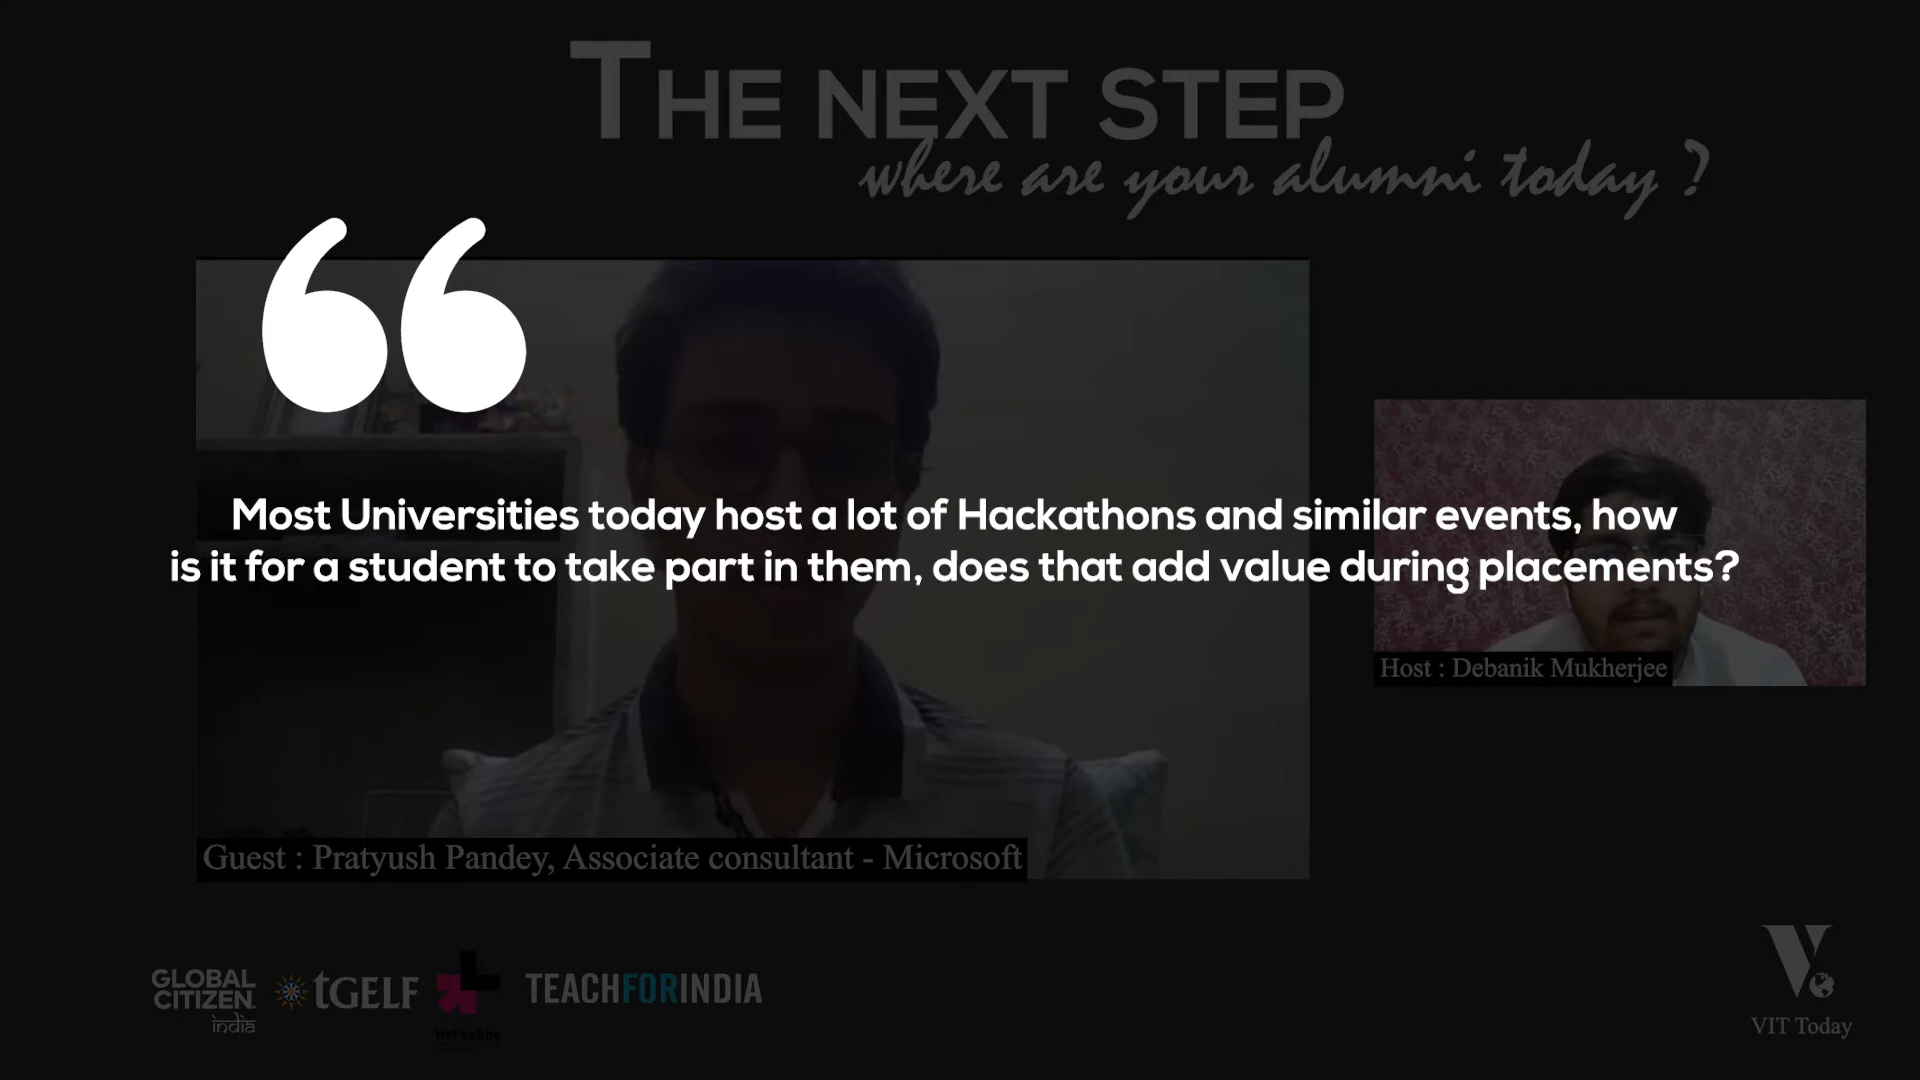 THE NEXT STEP
where are your alumni today ?
Most Universities today host a lot of Hackathons and similar events, how
is it for a student to take part in them, does that add value during placements?
Host : Debanik Mukherjee
Guest : Pratyush Pandey, Associate consultant - Microsoft
GLOBAL
CITIZEN.
india
tGELF
HeForShe
TEACHFORINDIA
VIT Today